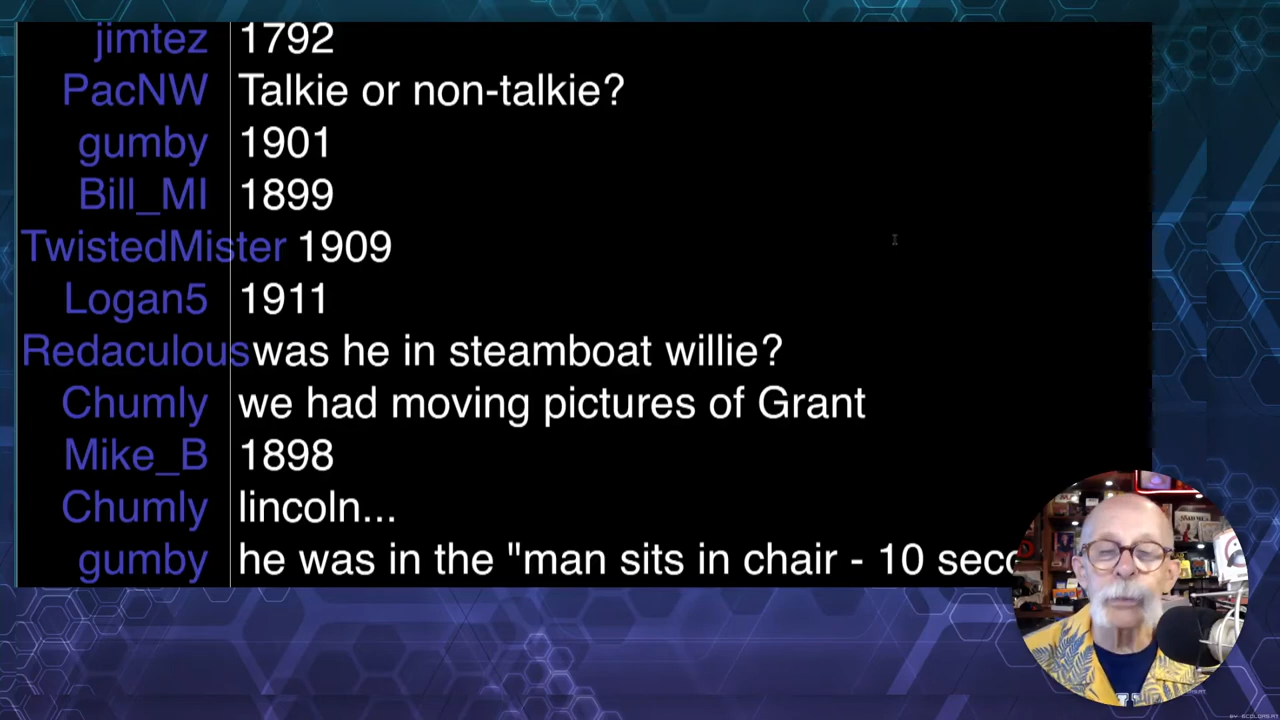 jimtez 1792
PacNW Talkie or non-talkie?
gumby 1901
Bill_MI 1899
TwistedMister 1909
Logan5 1911
Redaculous was he in steamboat willie?
Chumly we had moving pictures of Grant
Mike_B 1898
Chumly lincoln...
gumby he was in the "man sits in chair - 10